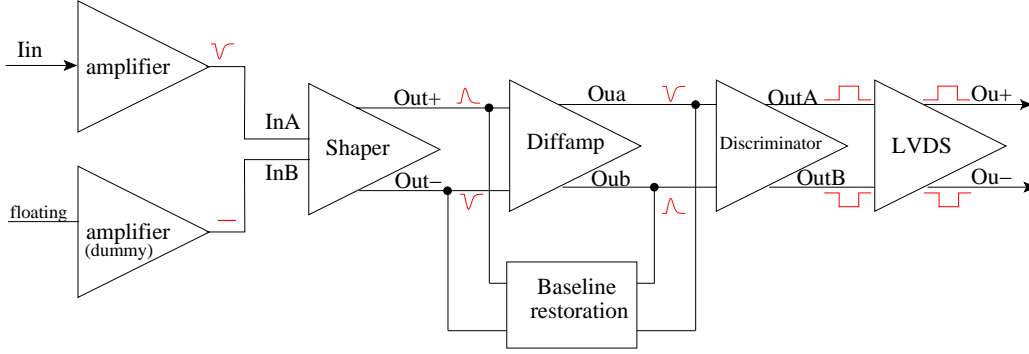 Iin
amplifier
InA
InB
floating
amplifier
(dummy)
Shaper
Out+
Out−
Diffamp
Oua
Oub
Baseline
restoration
Discriminator
OutA
OutB
LVDS
Ou+
Ou−